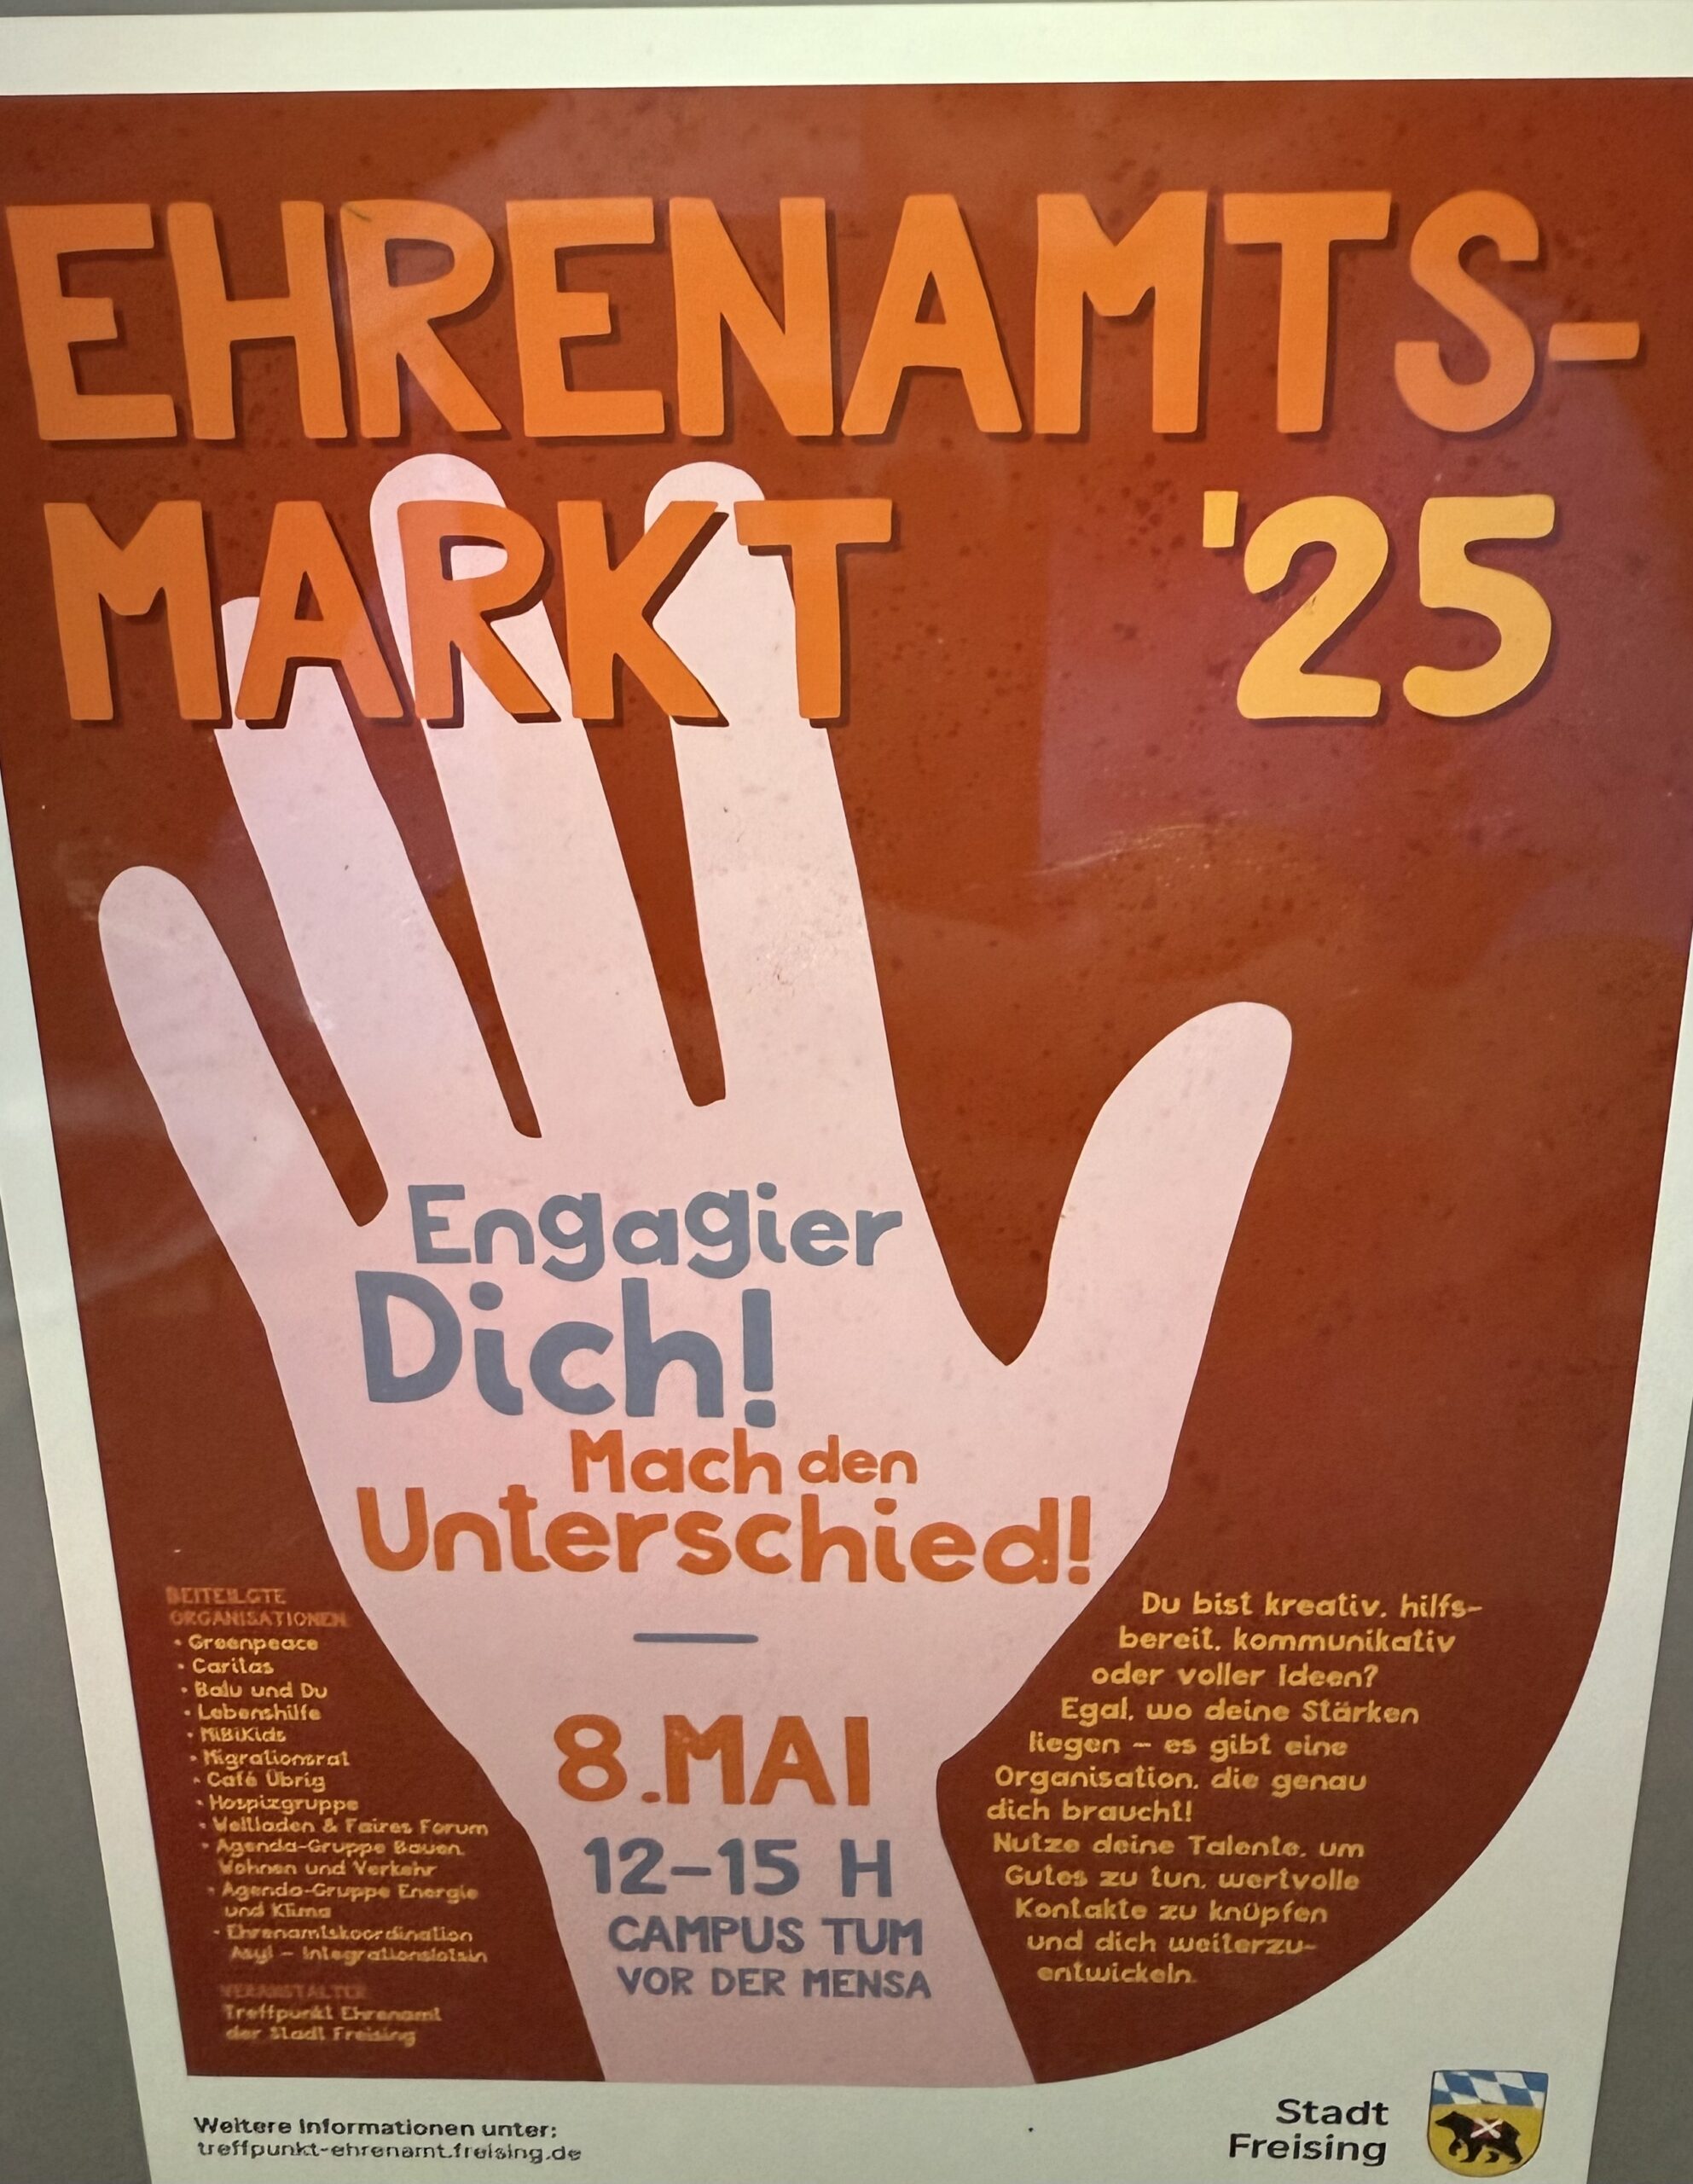 EHRENAMTS-
MARKT '25
Engagier
Dich!
Mach den
Unterschied!
8.MAI
12-15 H
CAMPUS TUM
VOR DER MENSA
BEITEILGTE
ORGANISATIONEN
• Greenpeace
• Caritas
• Balu und Du
• Lebenshilfe
• MiBiKids
• Migrationsrat
• Café Übrig
• Hospizgruppe
• Weltladen & Faires Forum
• Agenda-Gruppe Bauen,
Wohnen und Verkehr
• Agenda-Gruppe Energie
und Klima
• Ehrenamtskoordination
Asyl - Integrationslotsin
VERANSTALTER
Treffpunkt Ehrenamt
der Stadt Freising
Du bist kreativ, hilfs-
bereit, kommunikativ
oder voller Ideen?
Egal, wo deine Stärken
liegen – es gibt eine
Organisation, die genau
dich braucht!
Nutze deine Talente, um
Gutes zu tun, wertvolle
Kontakte zu knüpfen
und dich weiterzu-
entwickeln.
Weitere Informationen unter:
treffpunkt-ehrenamt.freising.de
Stadt
Freising